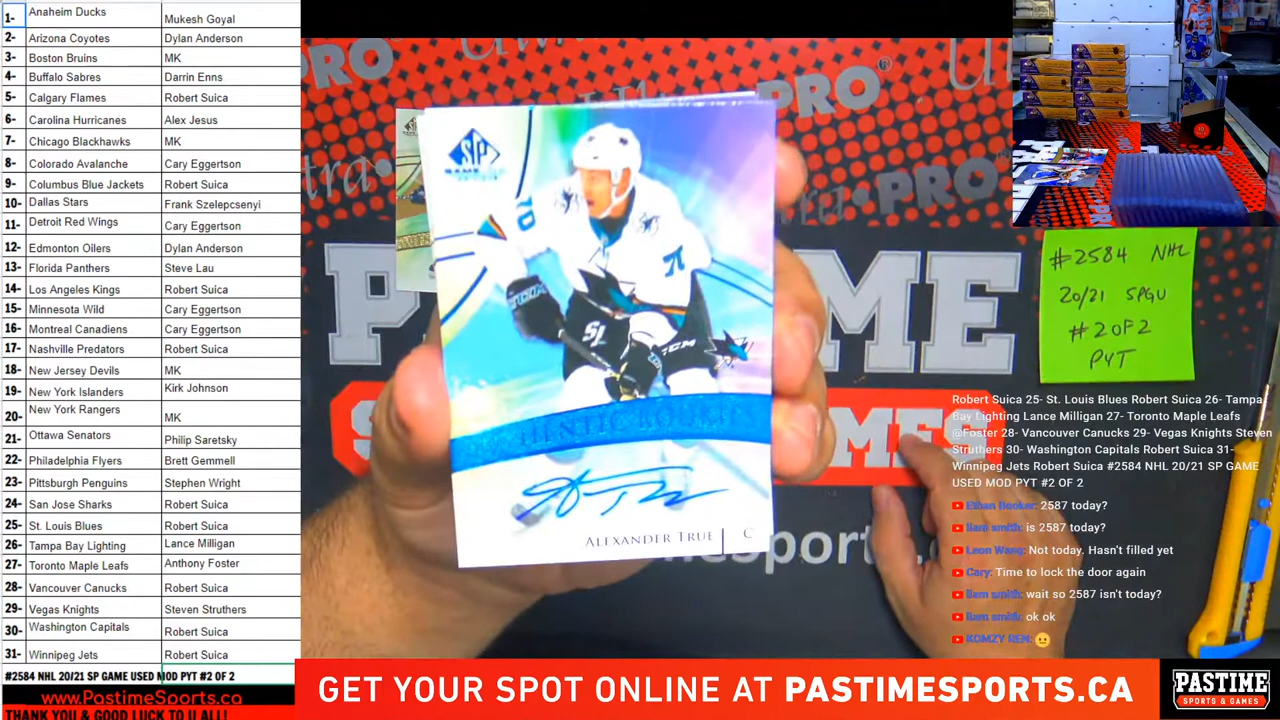 1- Anaheim Ducks Mukesh Goyal
2- Arizona Coyotes Dylan Anderson
3- Boston Bruins MK
4- Buffalo Sabres Darrin Enns
5- Calgary Flames Robert Suica
6- Carolina Hurricanes Alex Jesus
7- Chicago Blackhawks MK
8- Colorado Avalanche Cary Eggertson
9- Columbus Blue Jackets Robert Suica
10- Dallas Stars Frank Szelepcsenyi
11- Detroit Red Wings Cary Eggertson
12- Edmonton Oilers Dylan Anderson
13- Florida Panthers Steve Lau
14- Los Angeles Kings Robert Suica
15- Minnesota Wild Cary Eggertson
16- Montreal Canadiens Cary Eggertson
17- Nashville Predators Robert Suica
18- New Jersey Devils MK
19- New York Islanders Kirk Johnson
20- New York Rangers MK
21- Ottawa Senators Philip Saretsky
22- Philadelphia Flyers Brett Gemmell
23- Pittsburgh Penguins Stephen Wright
24- San Jose Sharks Robert Suica
25- St. Louis Blues Robert Suica
26- Tampa Bay Lighting Lance Milligan
27- Toronto Maple Leafs Anthony Foster
28- Vancouver Canucks Robert Suica
29- Vegas Knights Steven Struthers
30- Washington Capitals Robert Suica
31- Winnipeg Jets Robert Suica
#2584 NHL 20/21 SP GAME USED MOD PYT #2 OF 2
www.PastimeSports.ca
THANK YOU & GOOD LUCK TO U ALL!
PRO
PRO
PRO
SP
70
SL
CCM
ALEXANDER TRUE C
#2584 NHL
20/21 SPGU
#2 OF 2
PYT
Robert Suica 25- St. Louis Blues Robert Suica 26- Tampa
Bay Lighting Lance Milligan 27- Toronto Maple Leafs
@Foster 28- Vancouver Canucks 29- Vegas Knights Steven
Struthers 30- Washington Capitals Robert Suica 31-
Winnipeg Jets Robert Suica #2584 NHL 20/21 SP GAME
USED MOD PYT #2 OF 2
Ethan Booker: 2587 today?
liam smith: is 2587 today?
Leon Wang: Not today. Hasn't filled yet
Cary: Time to lock the door again
liam smith: wait so 2587 isn't today?
liam smith: ok ok
KOMZY REN:
GET YOUR SPOT ONLINE AT PASTIMESPORTS.CA
PASTIME
SPORTS & GAMES